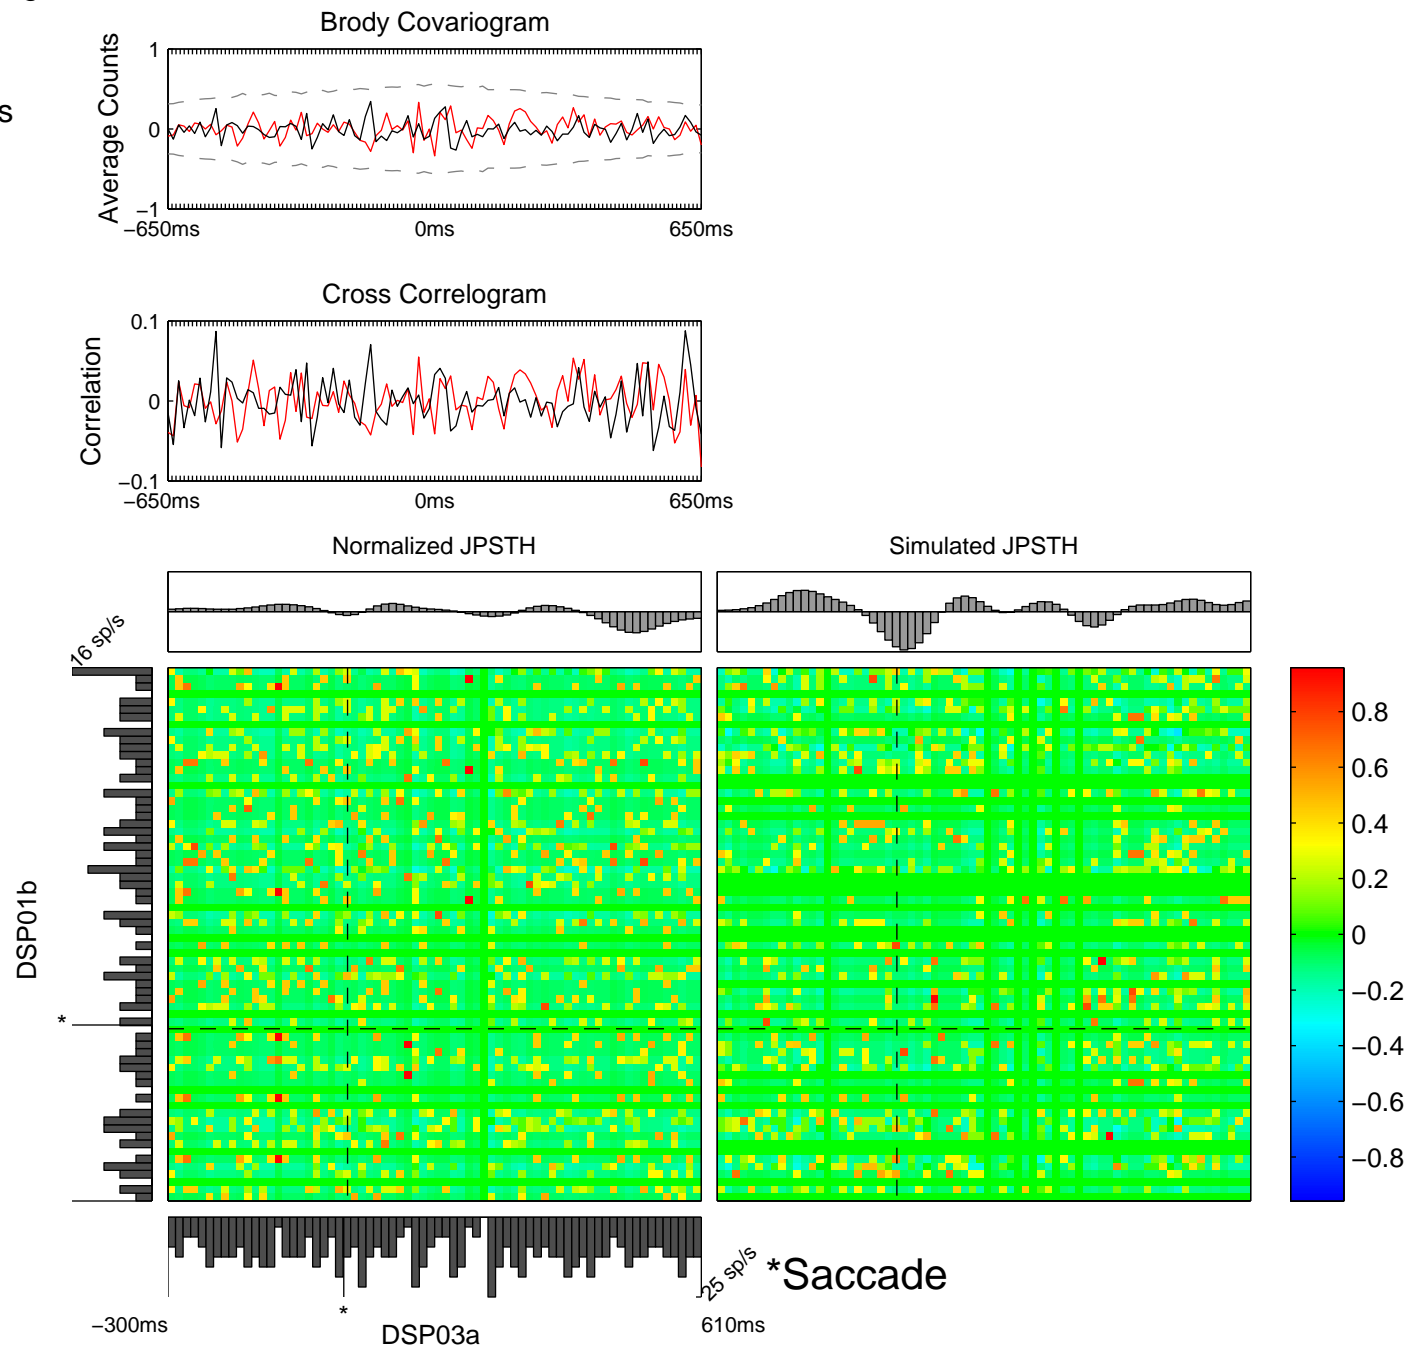 Brody Covariogram
Average Counts
1
0
−1
−650ms
0ms
650ms
s
Cross Correlogram
Correlation
0.1
0
−0.1
−650ms
0ms
650ms
Normalized JPSTH
Simulated JPSTH
16 sp/s
DSP01b
*
0.8
0.6
0.4
0.2
0
−0.2
−0.4
−0.6
−0.8
25 sp/s
*Saccade
*
−300ms
DSP03a
610ms